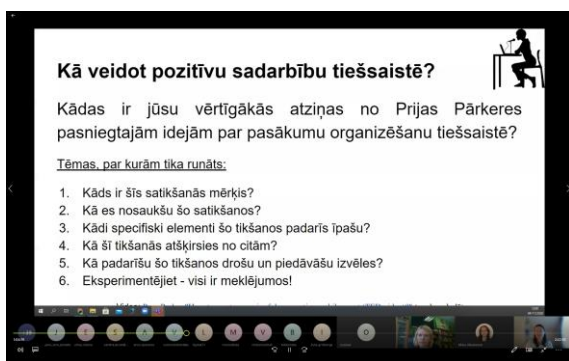 Kā veidot pozitīvu sadarbību tiešsaistē?
Kādas ir jūsu vērtīgākās atziņas no Prijas Pārkeres
pasniegtajām idejām par pasākumu organizēšanu tiešsaistē?
Tēmas, par kurām tika runāts:
1. Kāds ir šīs satikšanās mērķis?
2. Kā es nosaukšu šo satikšanos?
3. Kādi specifiski elementi šo tikšanos padarīs īpašu?
4. Kā šī tikšanās atšķirsies no citām?
5. Kā padarīšu šo tikšanos drošu un piedāvāšu izvēles?
6. Eksperimentējiet - visi ir meklējumos!
J E S A V L M V R I O